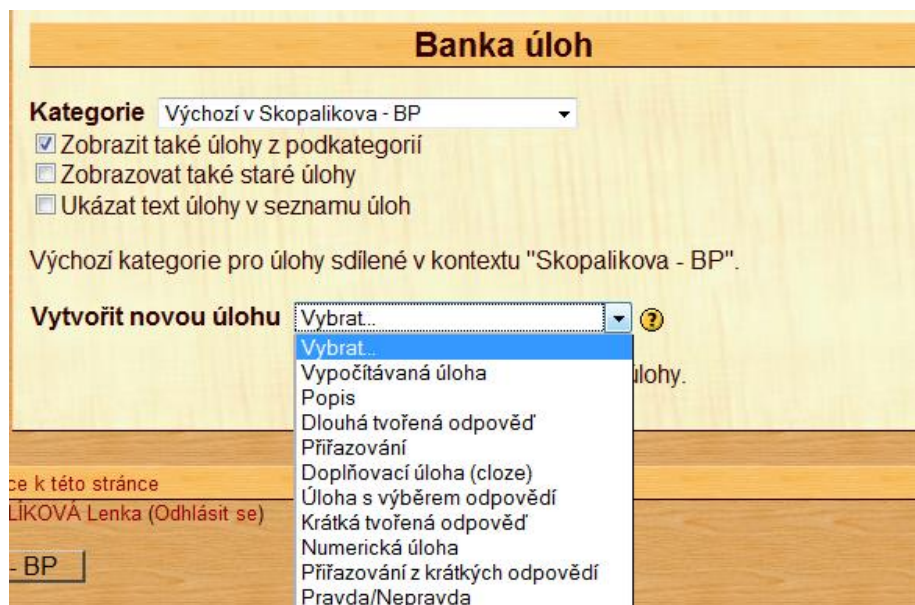 Banka úloh
Kategorie Výchozí v Skopalikova - BP
Zobrazit také úlohy z podkategorií
Zobrazovat také staré úlohy
Ukázat text úlohy v seznamu úloh
Výchozí kategorie pro úlohy sdílené v kontextu "Skopalikova - BP".
Vytvořit novou úlohu Vybrat...
Vybrat...
Vypočítávaná úloha
úlohy.
Popis
Dlouhá tvořená odpověď
Přiřazování
Doplňovací úloha (cloze)
ce k této stránce
Úloha s výběrem odpovědí
LÍKOVÁ Lenka (Odhlásit se)
Krátká tvořená odpověď
Numerická úloha
- BP
Přiřazování z krátkých odpovědí
Pravda/Nepravda